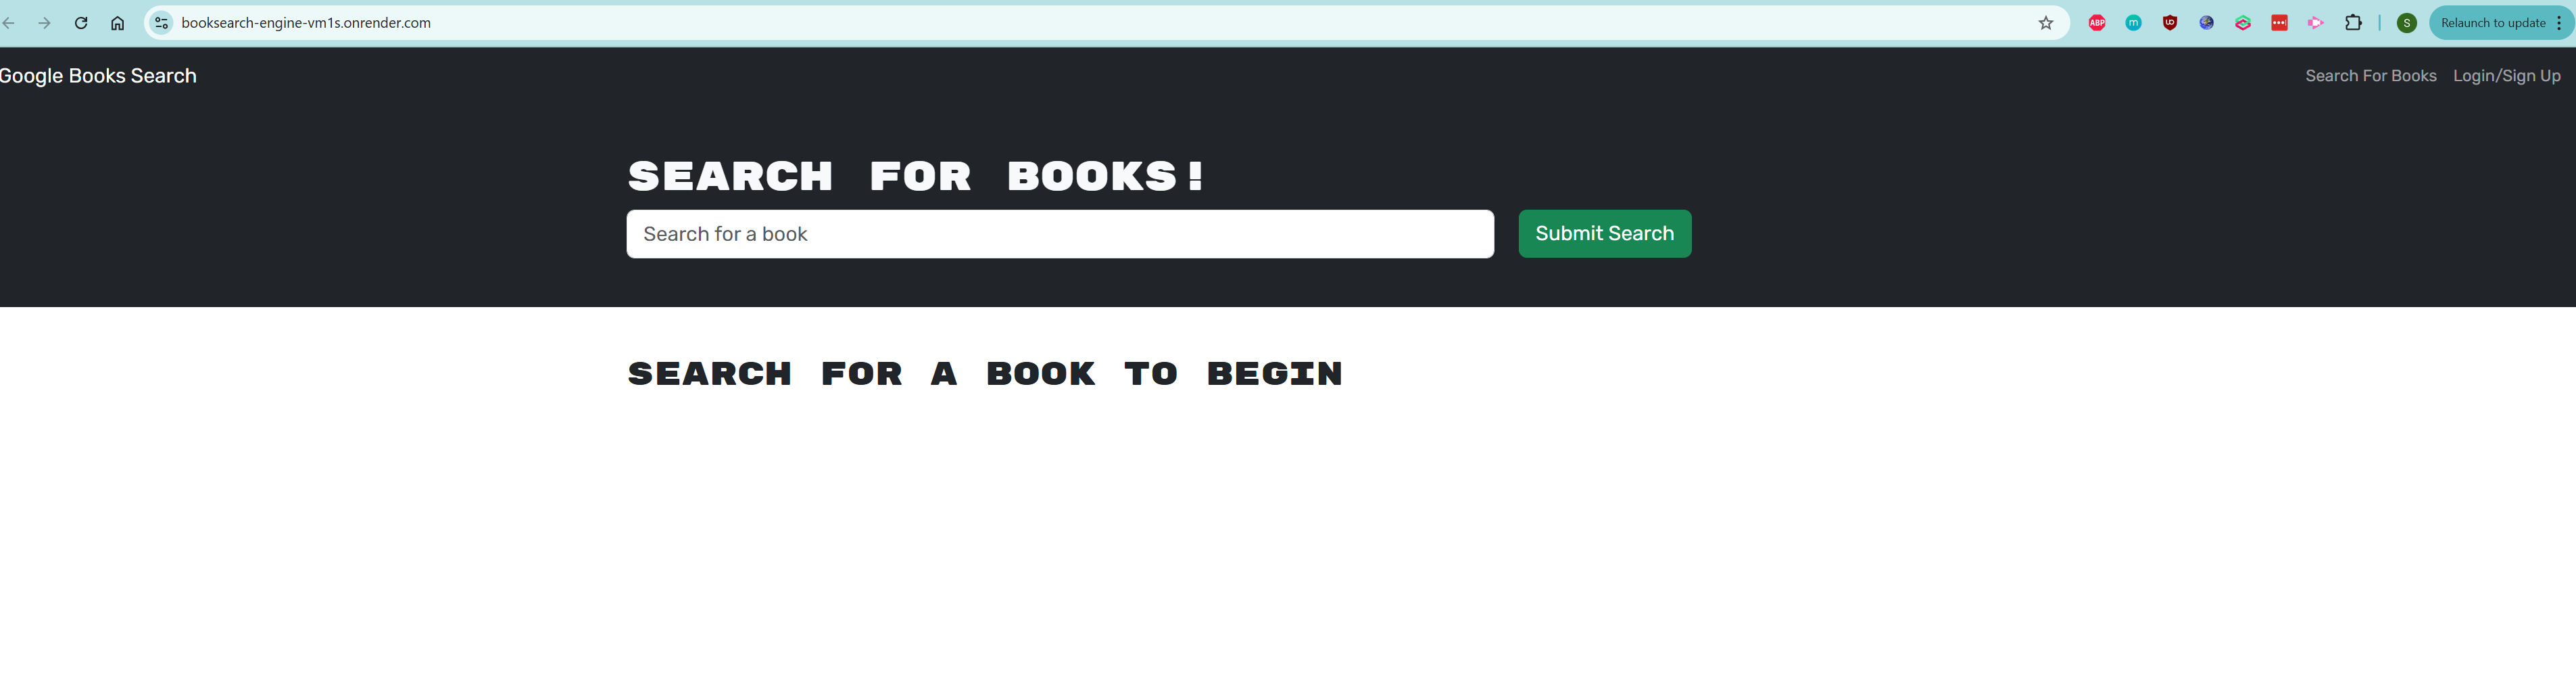 booksearch-engine-vm1s.onrender.com
ABP
m
S
Relaunch to update
Google Books Search
Search For Books
Login/Sign Up
SEARCH FOR BOOKS!
Search for a book
Submit Search
SEARCH FOR A BOOK TO BEGIN